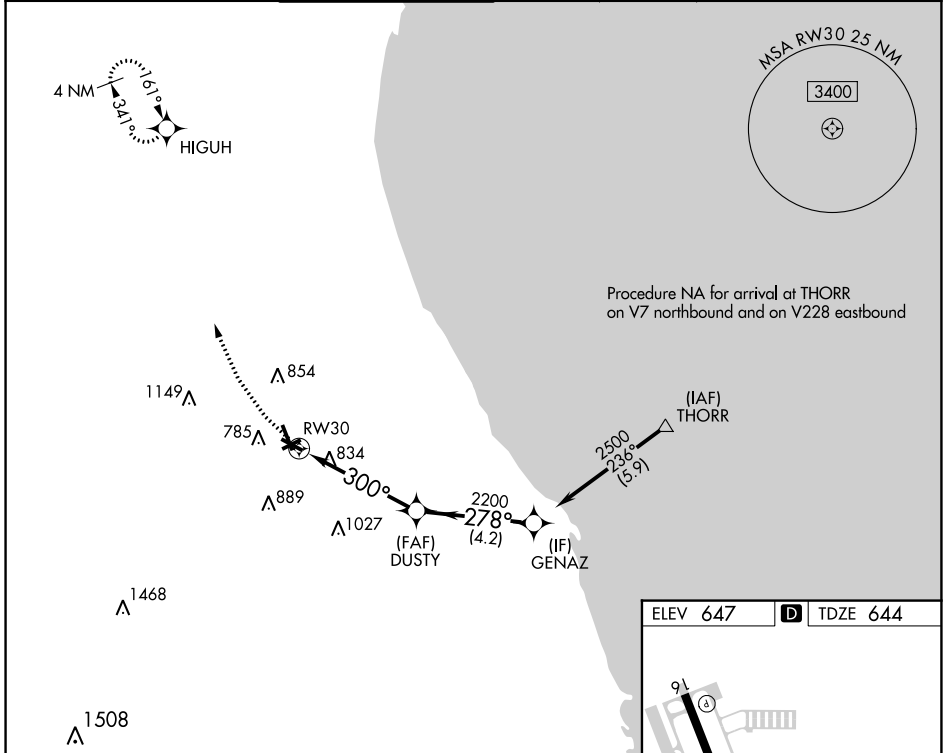 MSA RW30 25 NM
3400
4 NM
161°
341°
HIGUH
Procedure NA for arrival at THORR
on V7 northbound and on V228 eastbound
854
1149
(IAF)
THORR
785
RW30
834
2500
236°
(5.9)
300°
889
2200
278°
(4.2)
1027
(FAF)
DUSTY
(IF)
GENAZ
1468
ELEV 647
D
TDZE 644
16
P
1508